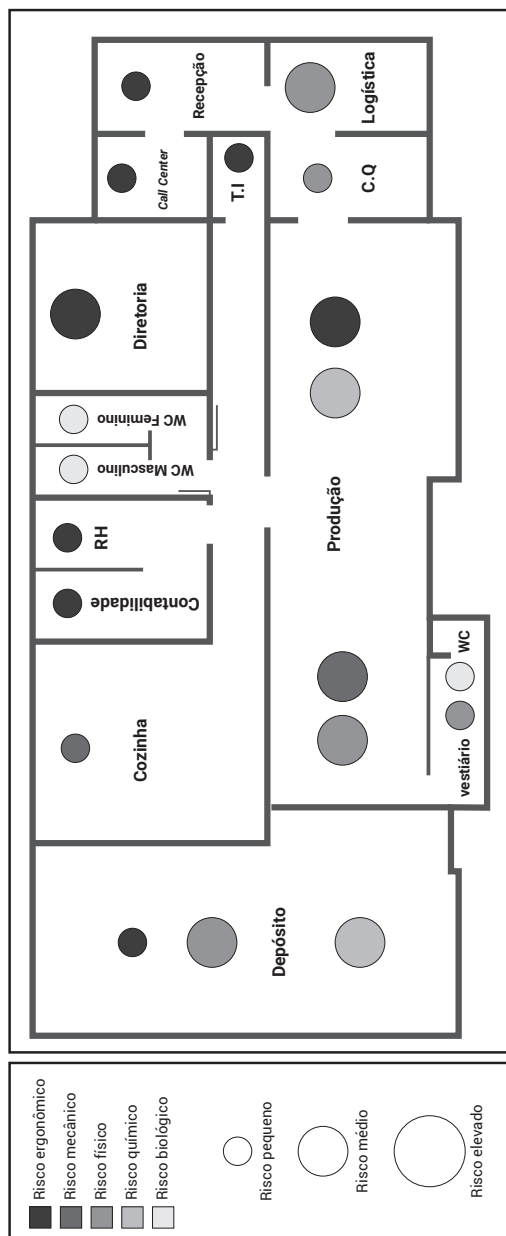 Recepção
Logística
Call Center
T.I
C.Q
Diretoria
WC Feminino
WC Masculino
RH
Contabilidade
Produção
Cozinha
WC
vestiário
Depósito
Risco ergonômico
Risco mecânico
Risco físico
Risco químico
Risco biológico
Risco pequeno
Risco médio
Risco elevado